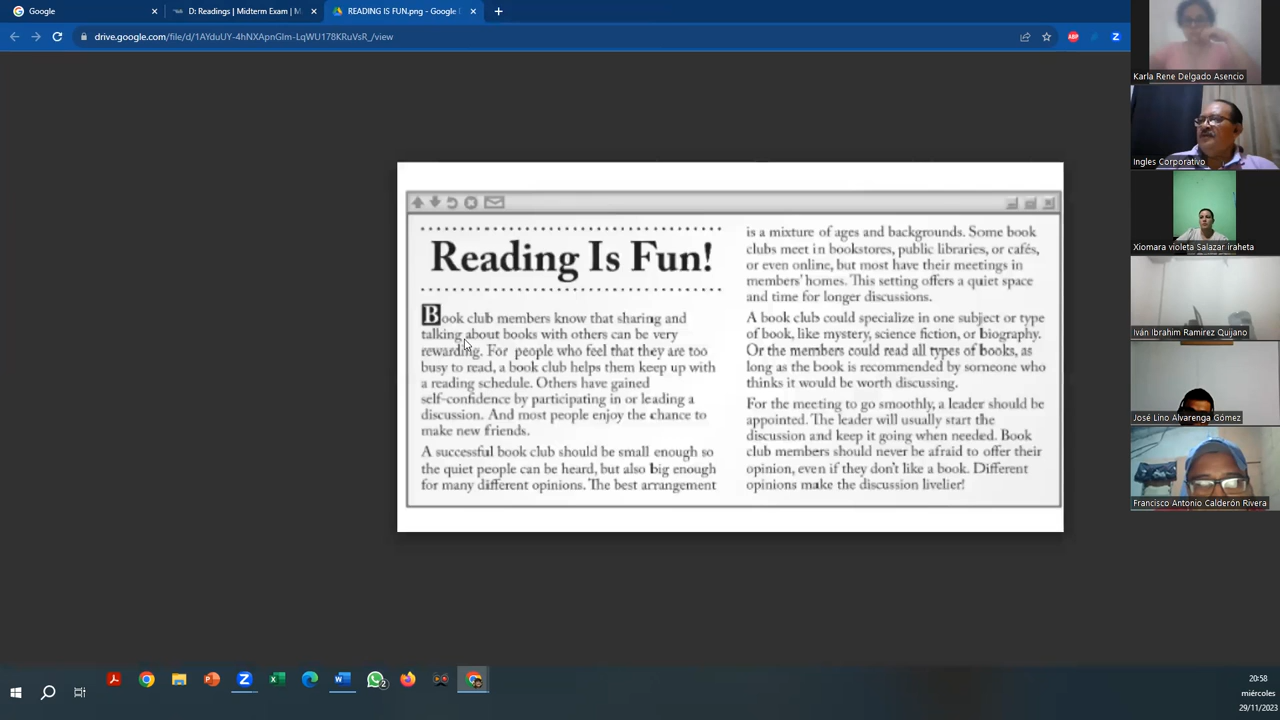 Google
D: Readings | Midterm Exam | M
READING IS FUN.png - Google
drive.google.com/file/d/1AYduUY-4hNXApnGlm-LqWU178KRuVsR_/view
ABP
Z
Reading Is Fun!
Book club members know that sharing and
talking about books with others can be very
rewarding. For people who feel that they are too
busy to read, a book club helps them keep up with
a reading schedule. Others have gained
self-confidence by participating in or leading a
discussion. And most people enjoy the chance to
make new friends.
A successful book club should be small enough so
the quiet people can be heard, but also big enough
for many different opinions. The best arrangement
is a mixture of ages and backgrounds. Some book
clubs meet in bookstores, public libraries, or cafés,
or even online, but most have their meetings in
members' homes. This setting offers a quiet space
and time for longer discussions.
A book club could specialize in one subject or type
of book, like mystery, science fiction, or biography.
Or the members could read all types of books, as
long as the book is recommended by someone who
thinks it would be worth discussing.
For the meeting to go smoothly, a leader should be
appointed. The leader will usually start the
discussion and keep it going when needed. Book
club members should never be afraid to offer their
opinion, even if they don't like a book. Different
opinions make the discussion livelier!
Karla Rene Delgado Asencio
Ingles Corporativo
Xiomara violeta Salazar iraheta
Iván Ibrahim Ramirez Quijano
José Lino Alvarenga Gómez
Francisco Antonio Calderón Rivera
20:58
miércoles
29/11/2023